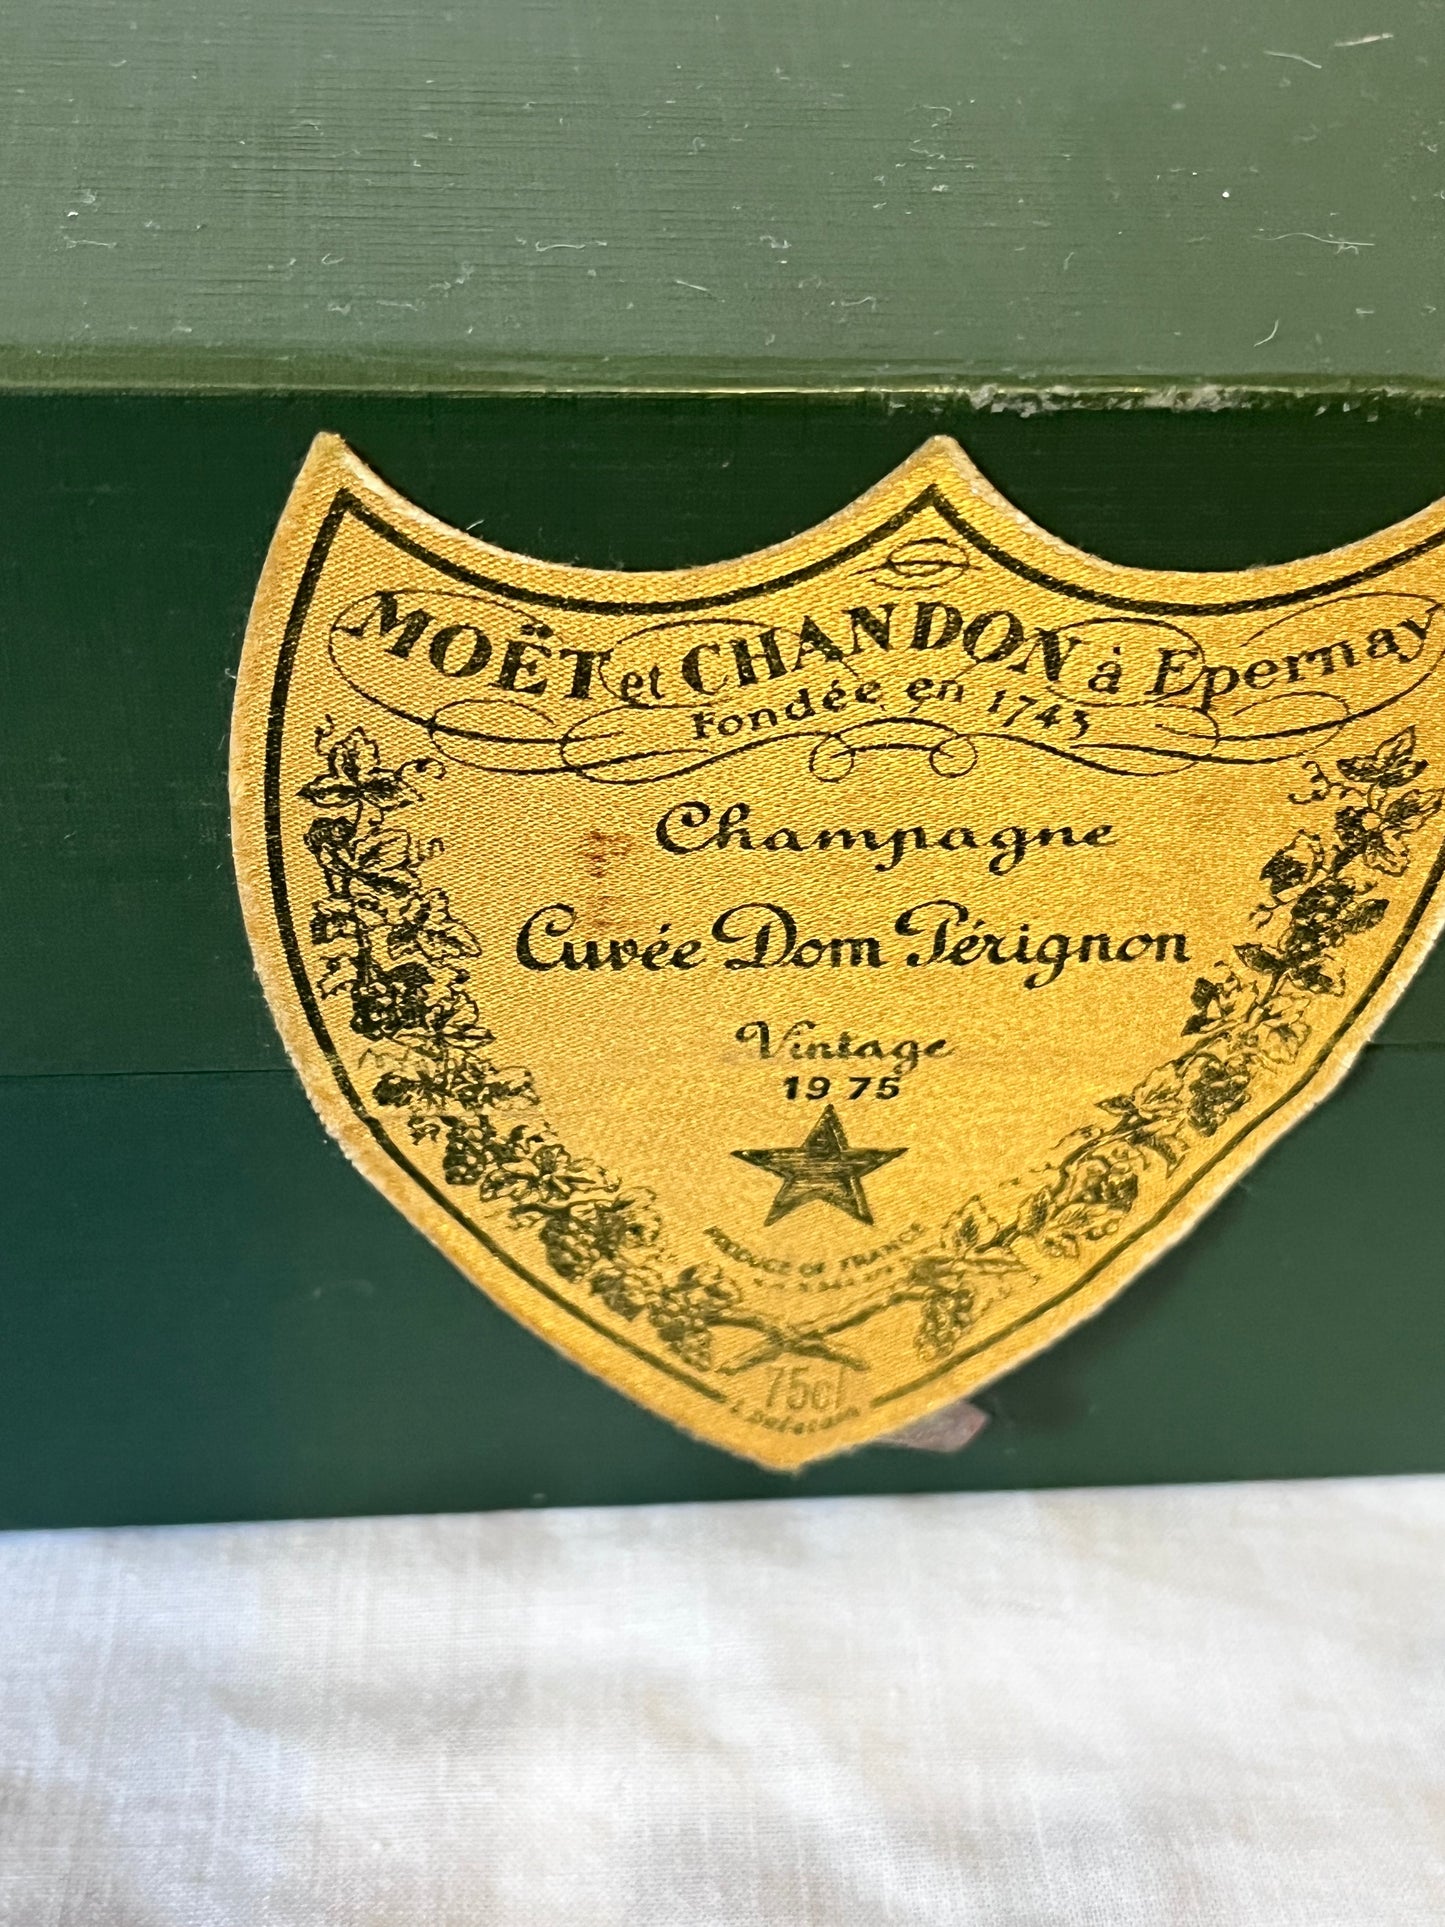 MOËT et CHANDON à Epernay
Fondée en 1743
Champagne
Cuvée Dom Pérignon
Vintage
1975
PRODUCE OF FRANCE
75cl